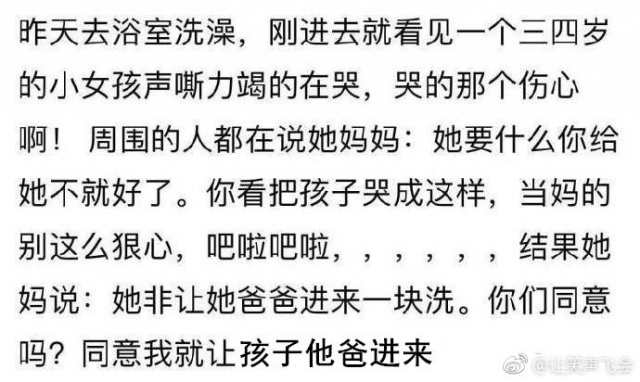 昨天去浴室洗澡，刚进去就看见一个三四岁
的小女孩声嘶力竭的在哭，哭的那个伤心
啊！ 周围的人都在说她妈妈：她要什么你给
她不就好了。你看把孩子哭成这样，当妈的
别这么狠心，吧啦吧啦，，，，，，结果她
妈说：她非让她爸爸进来一块洗。你们同意
吗？同意我就让孩子他爸进来
@让笑声飞会